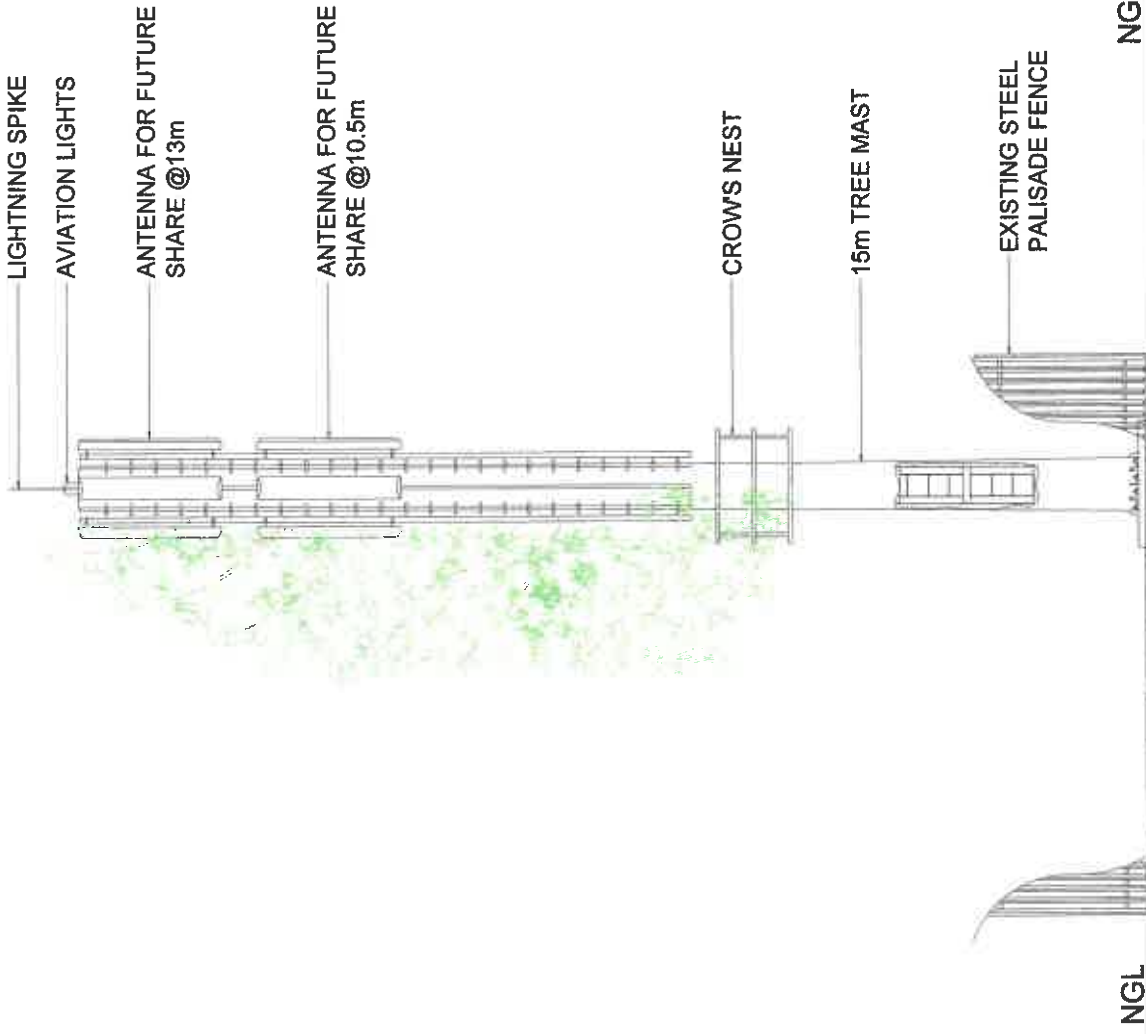 LIGHTNING SPIKE
AVIATION LIGHTS
ANTENNA FOR FUTURE
SHARE @13m
ANTENNA FOR FUTURE
SHARE @10.5m
CROW'S NEST
15m TREE MAST
EXISTING STEEL
PALISADE FENCE
NGL
NG